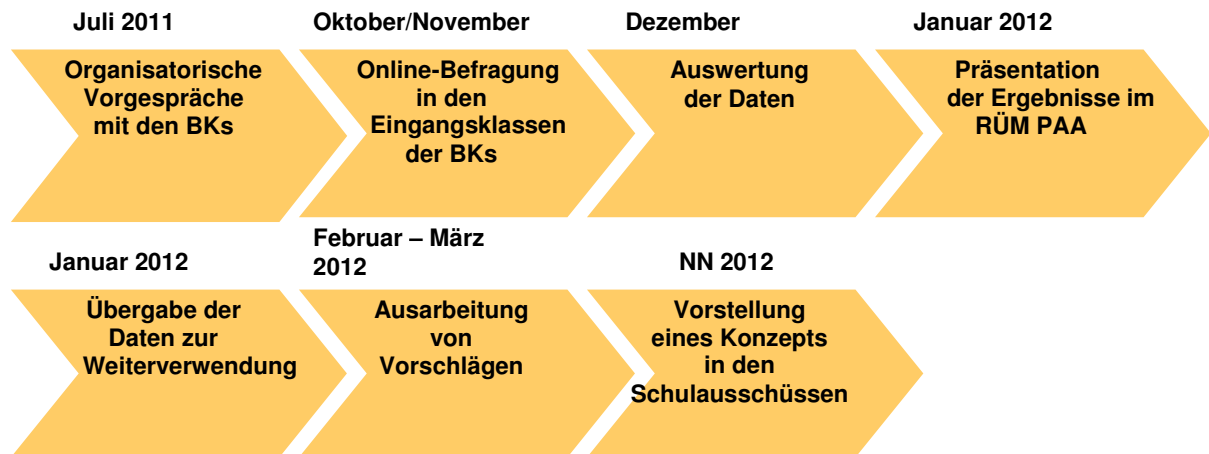 Juli 2011
Organisatorische
Vorgespräche
mit den BKs
Oktober/November
Online-Befragung
in den
Eingangsklassen
der BKs
Dezember
Auswertung
der Daten
Januar 2012
Präsentation
der Ergebnisse im
RÜM PAA
Januar 2012
Übergabe der
Daten zur
Weiterverwendung
Februar – März
2012
Ausarbeitung
von
Vorschlägen
NN 2012
Vorstellung
eines Konzepts
in den
Schulausschüssen